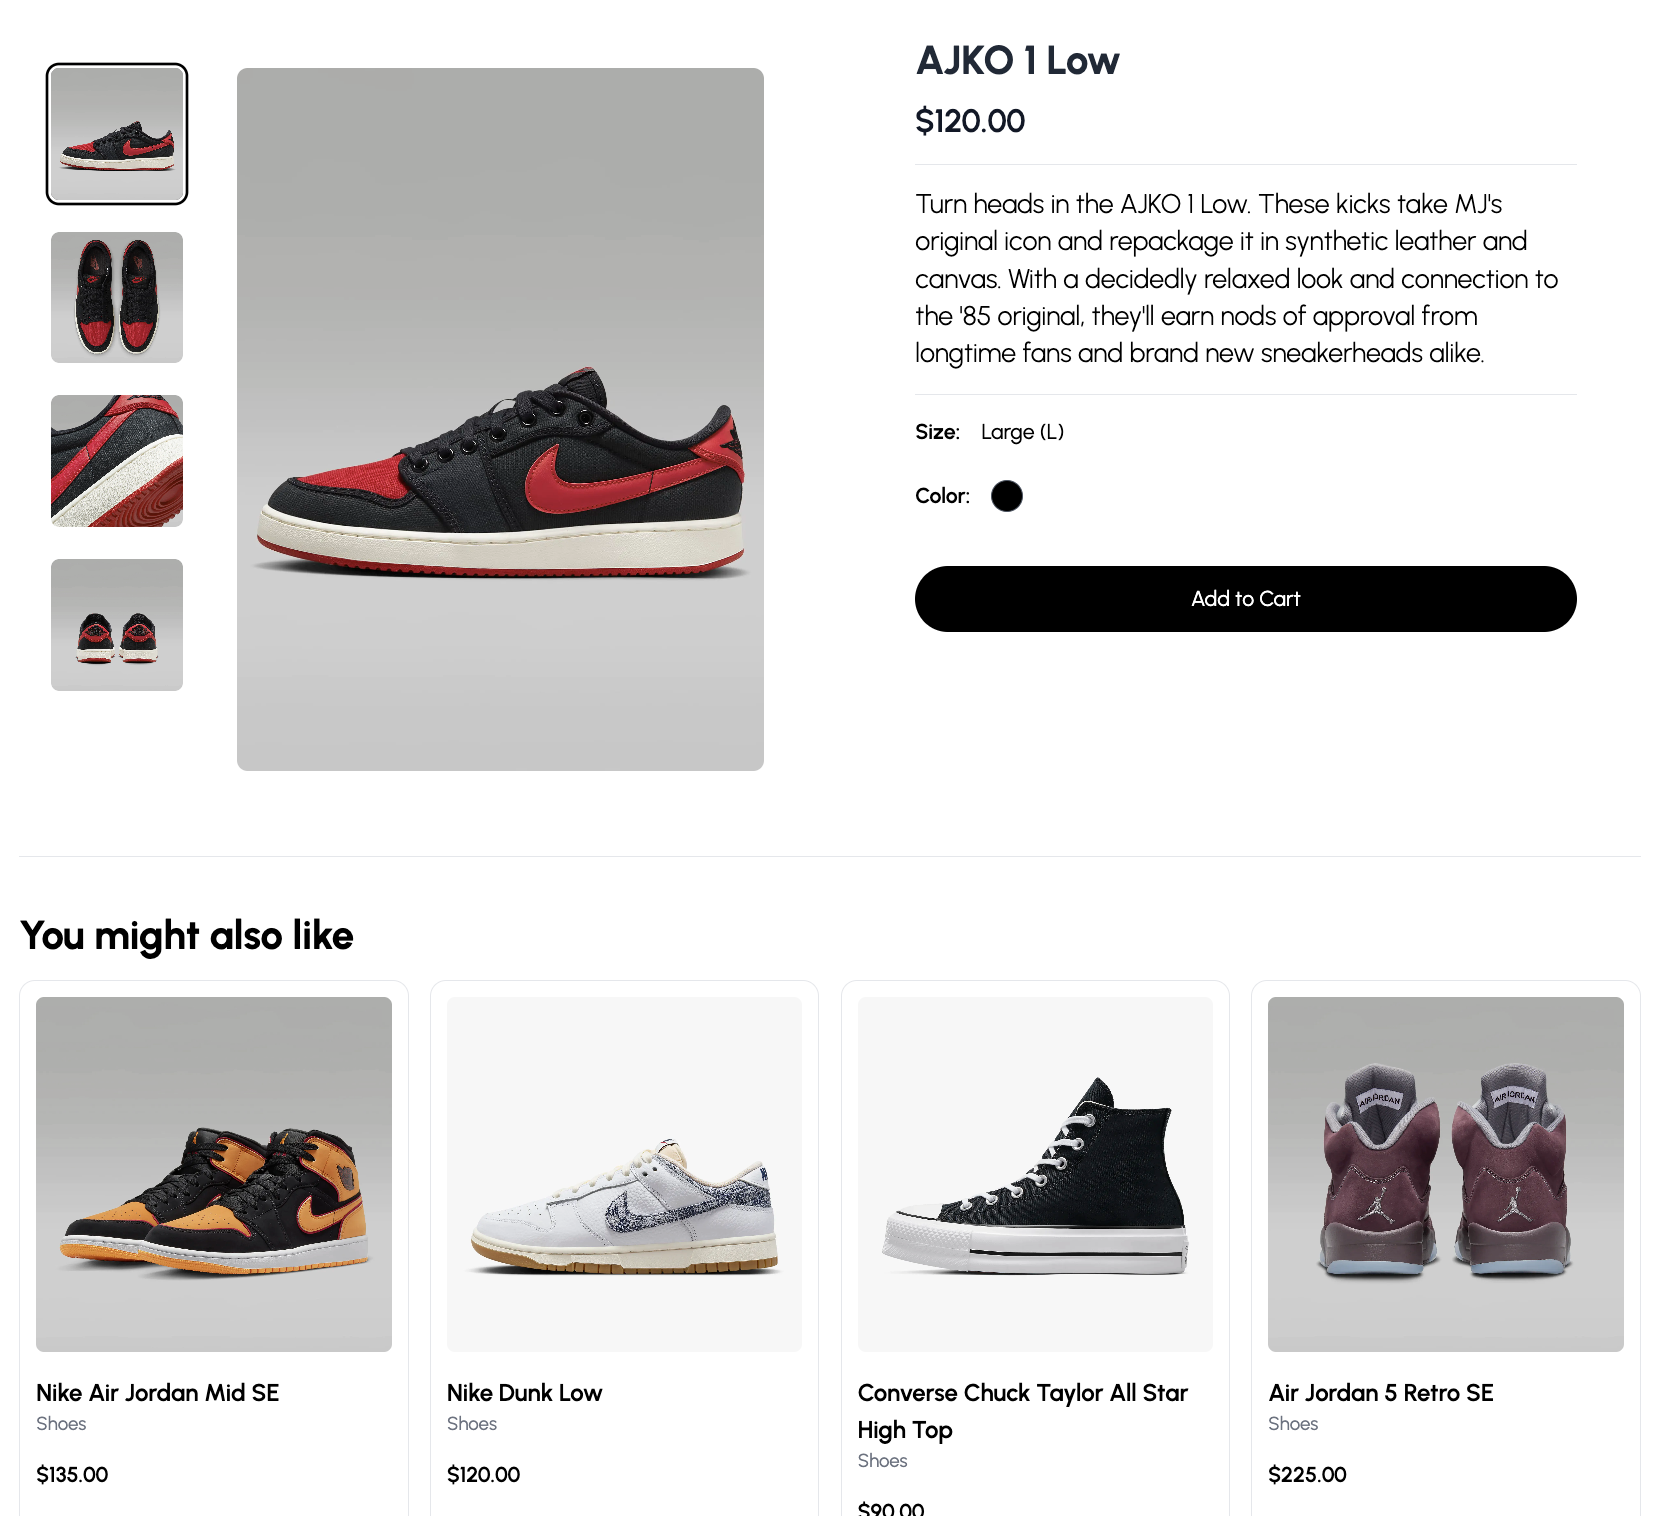 AJKO 1 Low
$120.00
Turn heads in the AJKO 1 Low. These kicks take MJ's
original icon and repackage it in synthetic leather and
canvas. With a decidedly relaxed look and connection to
the '85 original, they'll earn nods of approval from
longtime fans and brand new sneakerheads alike.
Size: Large (L)
Color:
Add to Cart
You might also like
AIR JORDAN AIR JORDAN
Nike Air Jordan Mid SE
Shoes
$135.00
Nike Dunk Low
Shoes
$120.00
Converse Chuck Taylor All Star
High Top
Shoes
$90.00
Air Jordan 5 Retro SE
Shoes
$225.00